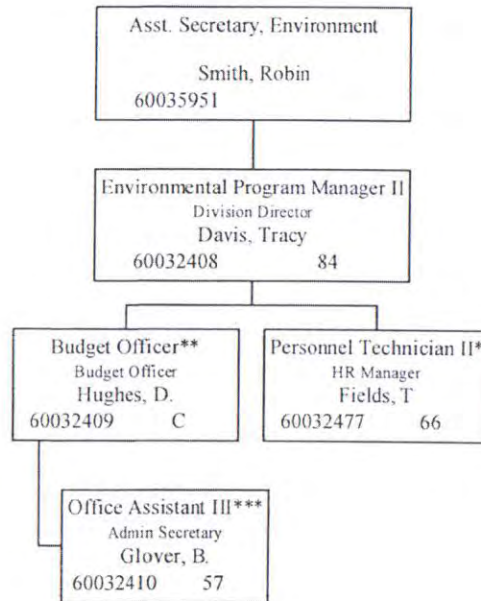 Asst. Secretary, Environment
Smith, Robin
60035951
Environmental Program Manager II
Division Director
Davis, Tracy
60032408 84
Budget Officer**
Budget Officer
Hughes, D.
60032409 C
Personnel Technician II*
HR Manager
Fields, T
60032477 66
Office Assistant III***
Admin Secretary
Glover, B.
60032410 57